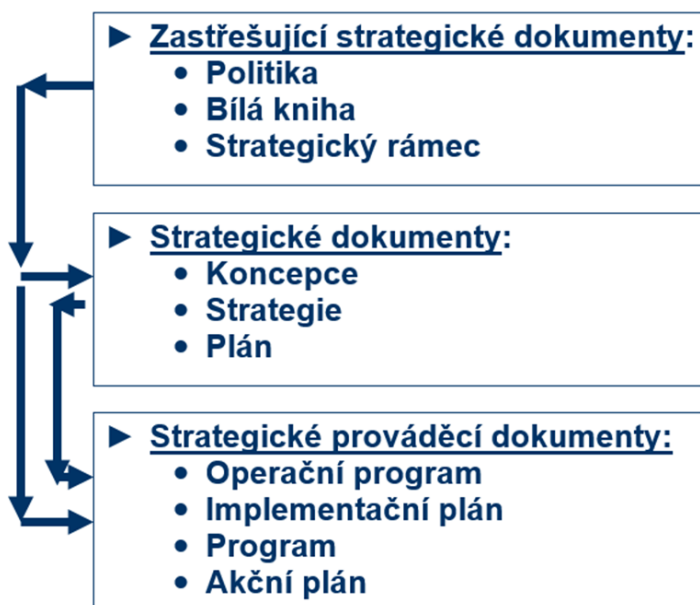 ► Zastřešující strategické dokumenty:
• Politika
• Bílá kniha
• Strategický rámec
► Strategické dokumenty:
• Koncepce
• Strategie
• Plán
► Strategické prováděcí dokumenty:
• Operační program
• Implementační plán
• Program
• Akční plán